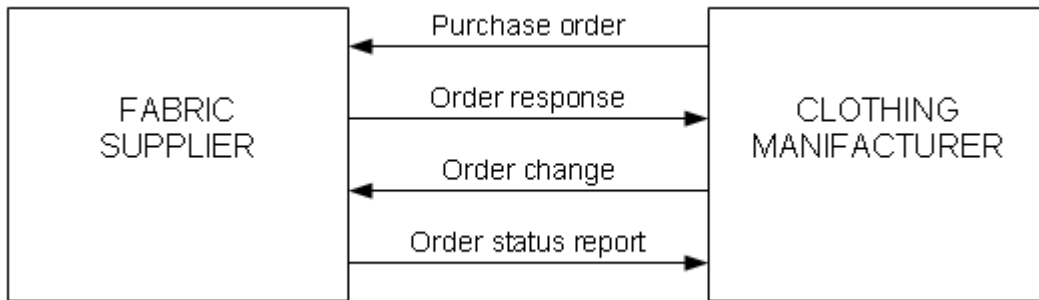 Purchase order
FABRIC
SUPPLIER
Order response
CLOTHING
MANIFACTURER
Order change
Order status report